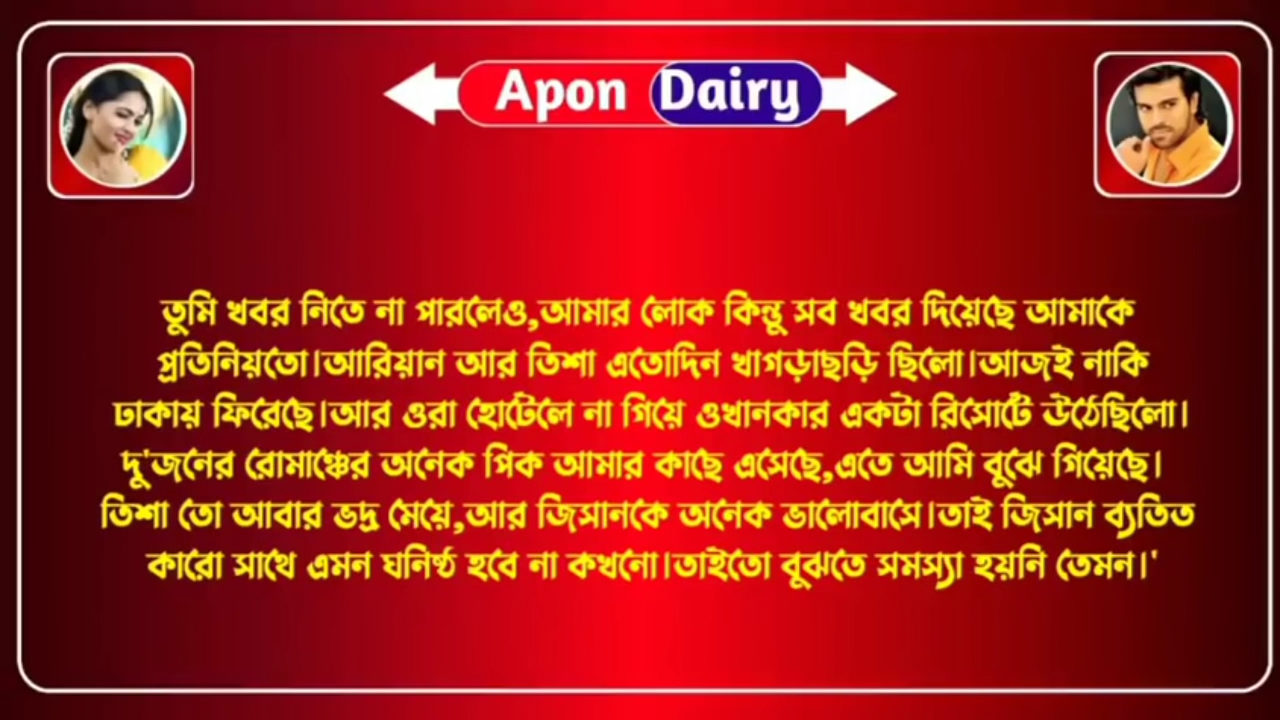 Apon Dairy
তুমি খবর নিতে না পারলেও,আমার লোক কিন্তু সব খবর দিয়েছে আমাকে
প্রতিনিয়তো।আরিয়ান আর তিশা এতোদিন খাগড়াছড়ি ছিলো।আজই নাকি
ঢাকায় ফিরেছে।আর ওরা হোটেলে না গিয়ে ওখানকার একটা রিসোর্টে উঠেছিলো।
দু'জনের রোমাঞ্চের অনেক পিক আমার কাছে এসেছে,এতে আমি বুঝে গিয়েছে।
তিশা তো আবার ভদ্র মেয়ে,আর জিসানকে অনেক ভালোবাসে।তাই জিসান ব্যতিত
কারো সাথে এমন ঘনিষ্ঠ হবে না কখনো।তাইতো বুঝতে সমস্যা হয়নি তেমন।'